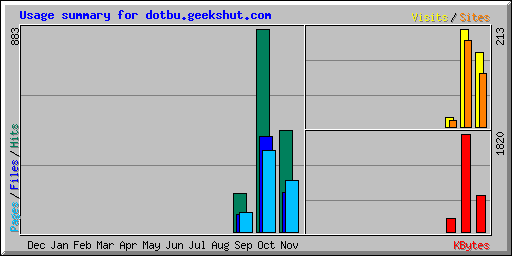 Usage summary for dotbu.geekshut.com
Visits / Sites
883
213
Pages / Files / Hits
1820
Dec Jan Feb Mar Apr May Jun Jul Aug Sep Oct Nov
KBytes